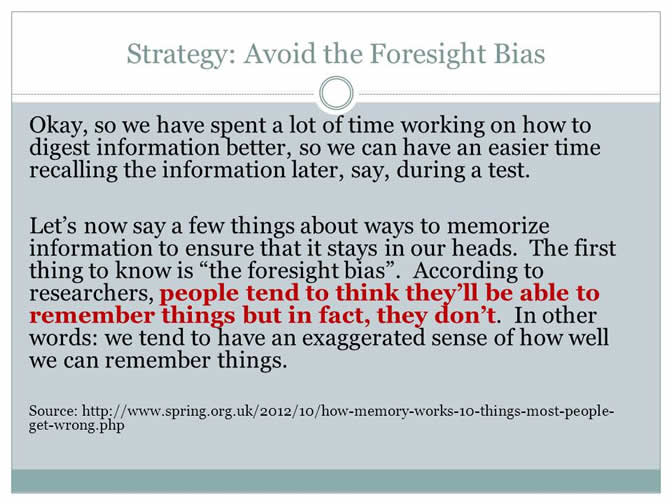 Strategy: Avoid the Foresight Bias
Okay, so we have spent a lot of time working on how to
digest information better, so we can have an easier time
recalling the information later, say, during a test.
Let’s now say a few things about ways to memorize
information to ensure that it stays in our heads.  The first
thing to know is “the foresight bias”.  According to
researchers, people tend to think they’ll be able to
remember things but in fact, they don’t.  In other
words: we tend to have an exaggerated sense of how well
we can remember things.
Source: http://www.spring.org.uk/2012/10/how-memory-works-10-things-most-people-
get-wrong.php